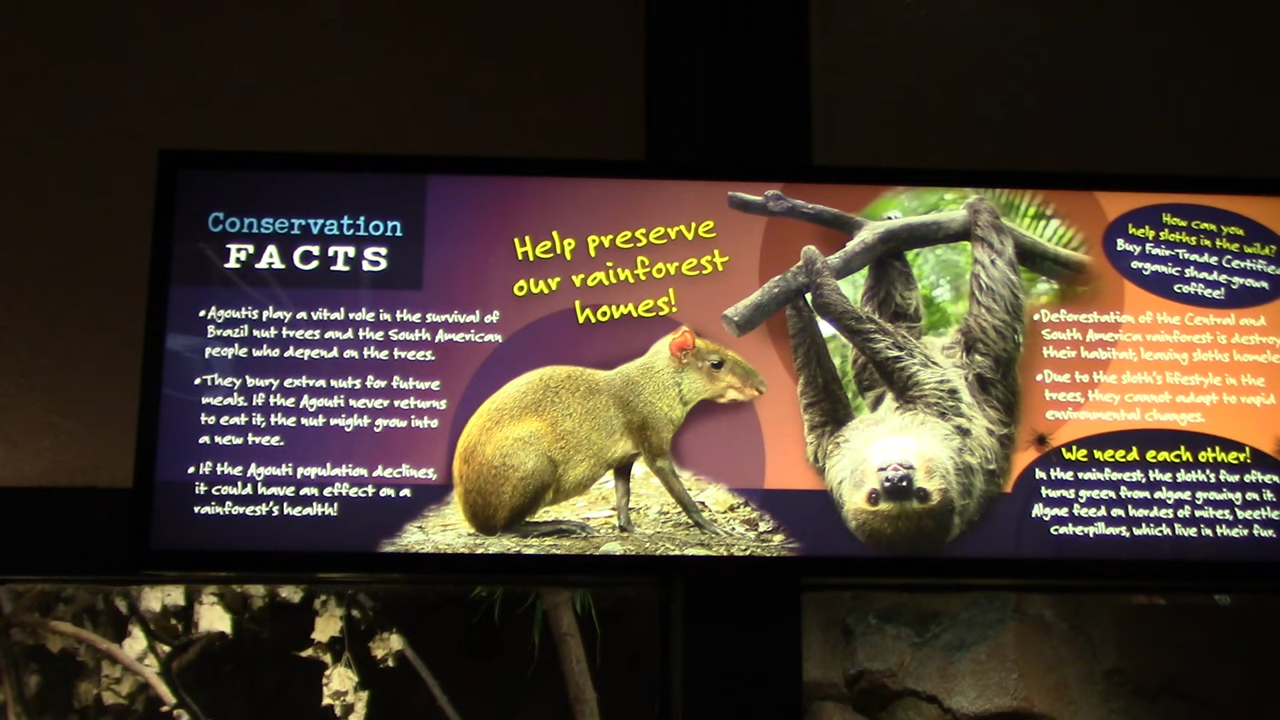 Conservation
FACTS
•Agoutis play a vital role in the survival of
Brazil nut trees and the South American
people who depend on the trees.
•They bury extra nuts for future
meals. If the Agouti never returns
to eat it, the nut might grow into
a new tree.
•If the Agouti population declines,
it could have an effect on a
rainforest's health!
Help preserve
our rainforest
homes!
How can you
help sloths in the wild?
Buy Fair-Trade Certifie
organic shade-grown
coffee!
•Deforestation of the Central and
South America rainforest is destroy
their habitat, leaving sloths homele
•Due to the sloth's lifestyle in the
trees, they cannot adapt to rapid
environmental changes.
We need each other!
In the rainforest, the sloth's fur often
turns green from algae growing on it.
Algae feed on hordes of mites, beetle
caterpillars, which live in their fur.